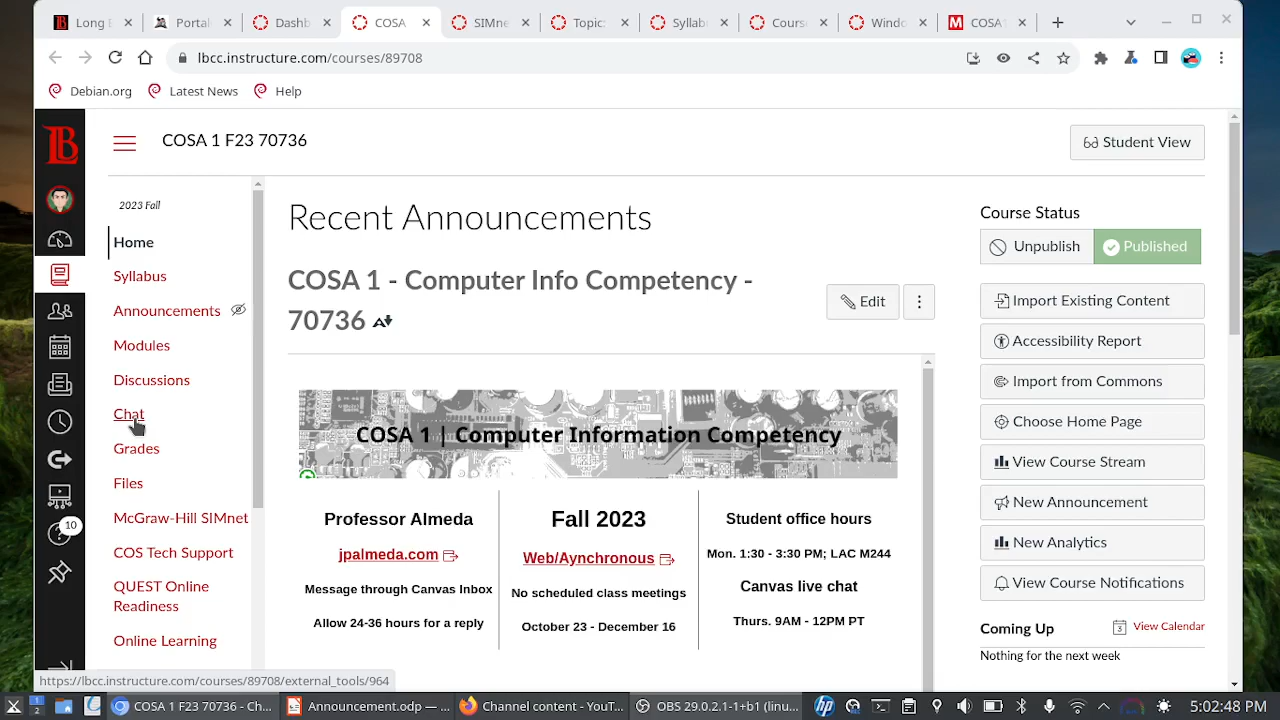 Long B
Portal
Dashb
COSA
SIMne
Topic:
Syllab
Cours
Windo
COSA1
lbcc.instructure.com/courses/89708
Debian.org
Latest News
Help
COSA 1 F23 70736
Student View
2023 Fall
Home
Syllabus
Announcements
Modules
Discussions
Chat
Grades
Files
McGraw-Hill SIMnet
COS Tech Support
QUEST Online
Readiness
Online Learning
10
Recent Announcements
COSA 1 - Computer Info Competency -
70736
Edit
COSA 1 | Computer Information Competency
Professor Almeda
jpalmeda.com
Message through Canvas Inbox
Allow 24-36 hours for a reply
Fall 2023
Web/Aynchronous
No scheduled class meetings
October 23 - December 16
Student office hours
Mon. 1:30 - 3:30 PM; LAC M244
Canvas live chat
Thurs. 9AM - 12PM PT
Course Status
Unpublish
Published
Import Existing Content
Accessibility Report
Import from Commons
Choose Home Page
View Course Stream
New Announcement
New Analytics
View Course Notifications
Coming Up
View Calendar
Nothing for the next week
https://lbcc.instructure.com/courses/89708/external_tools/964
COSA 1 F23 70736 - Ch...
Announcement.odp — ...
Channel content - YouT...
OBS 29.0.2.1-1+b1 (linu...
5:02:48 PM